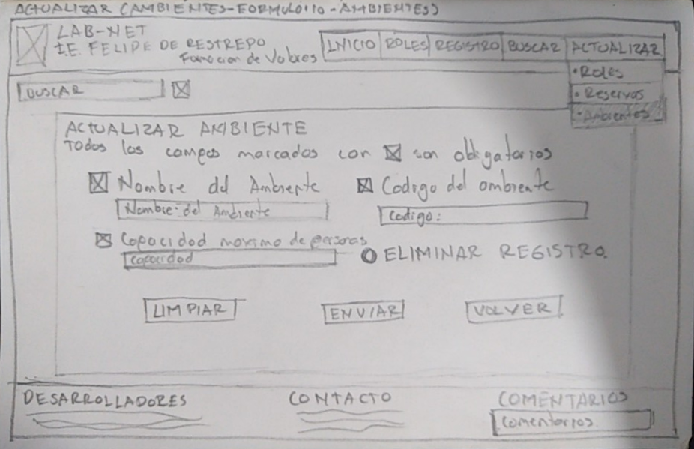 ACTUALIZAR (AMBIENTES-FORMULARIO-AMBIENTES)
LAB-NET
I.E. FELIPE DE RESTREPO
Formacion de Valores
INICIO ROLES REGISTRO BUSCAR ACTUALIZAR
• Roles
• Reservas
• Ambientes
BUSCAR
ACTUALIZAR AMBIENTE
Todos los campos marcados con son obligatorios
Nombre del Ambiente
Codigo del ambiente
Nombre del Ambiente
Codigo:
Capacidad maxima de personas
capacidad
ELIMINAR REGISTRO
LIMPIAR
ENVIAR
VOLVER
DESARROLLADORES
CONTACTO
COMENTARIOS
Comentarios